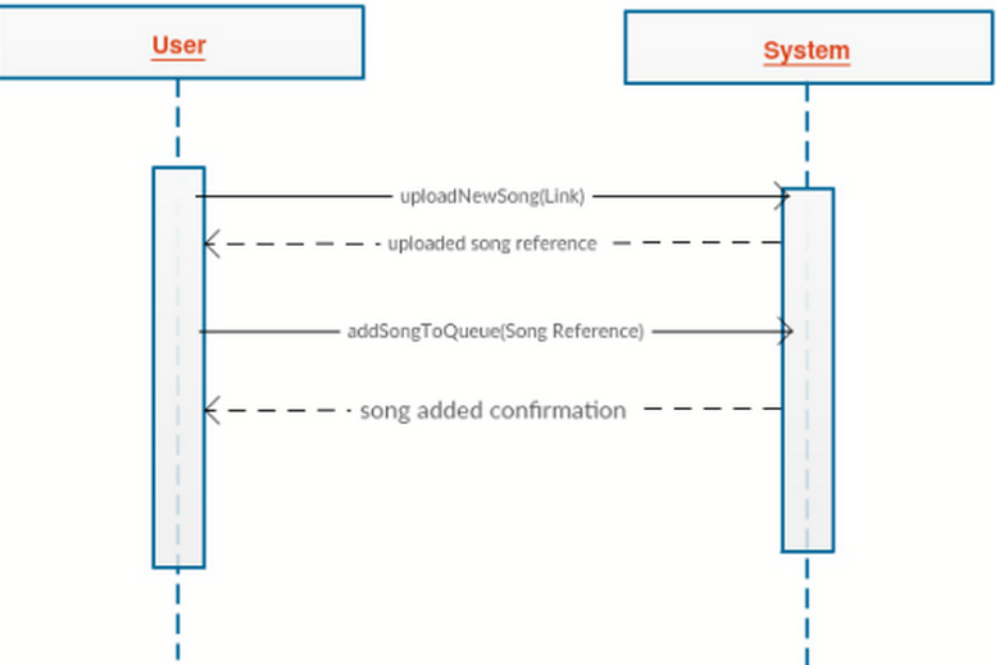 User
System
uploadNewSong(Link)
uploaded song reference
addSongToQueue(Song Reference)
song added confirmation